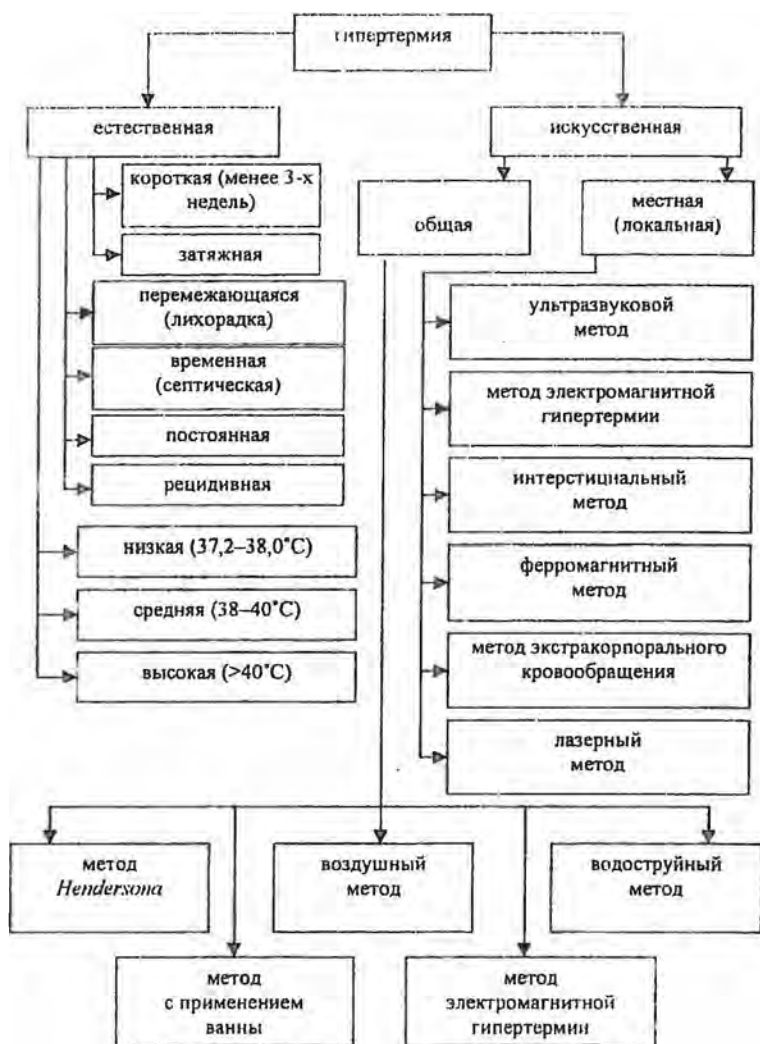 гипертермия
естественная
искусственная
короткая (менее 3-х
недель)
затяжная
перемежающаяся
(лихорадка)
временная
(септическая)
постоянная
рецидивная
низкая (37,2–38,0°С)
средняя (38–40°С)
высокая (>40°С)
общая
местная
(локальная)
ультразвуковой
метод
метод электромагнитной
гипертермии
интерстициальный
метод
ферромагнитный
метод
метод экстракорпорального
кровообращения
лазерный
метод
метод
Hendersona
воздушный
метод
водоструйный
метод
метод
с применением
ванны
метод
электромагнитной
гипертермии